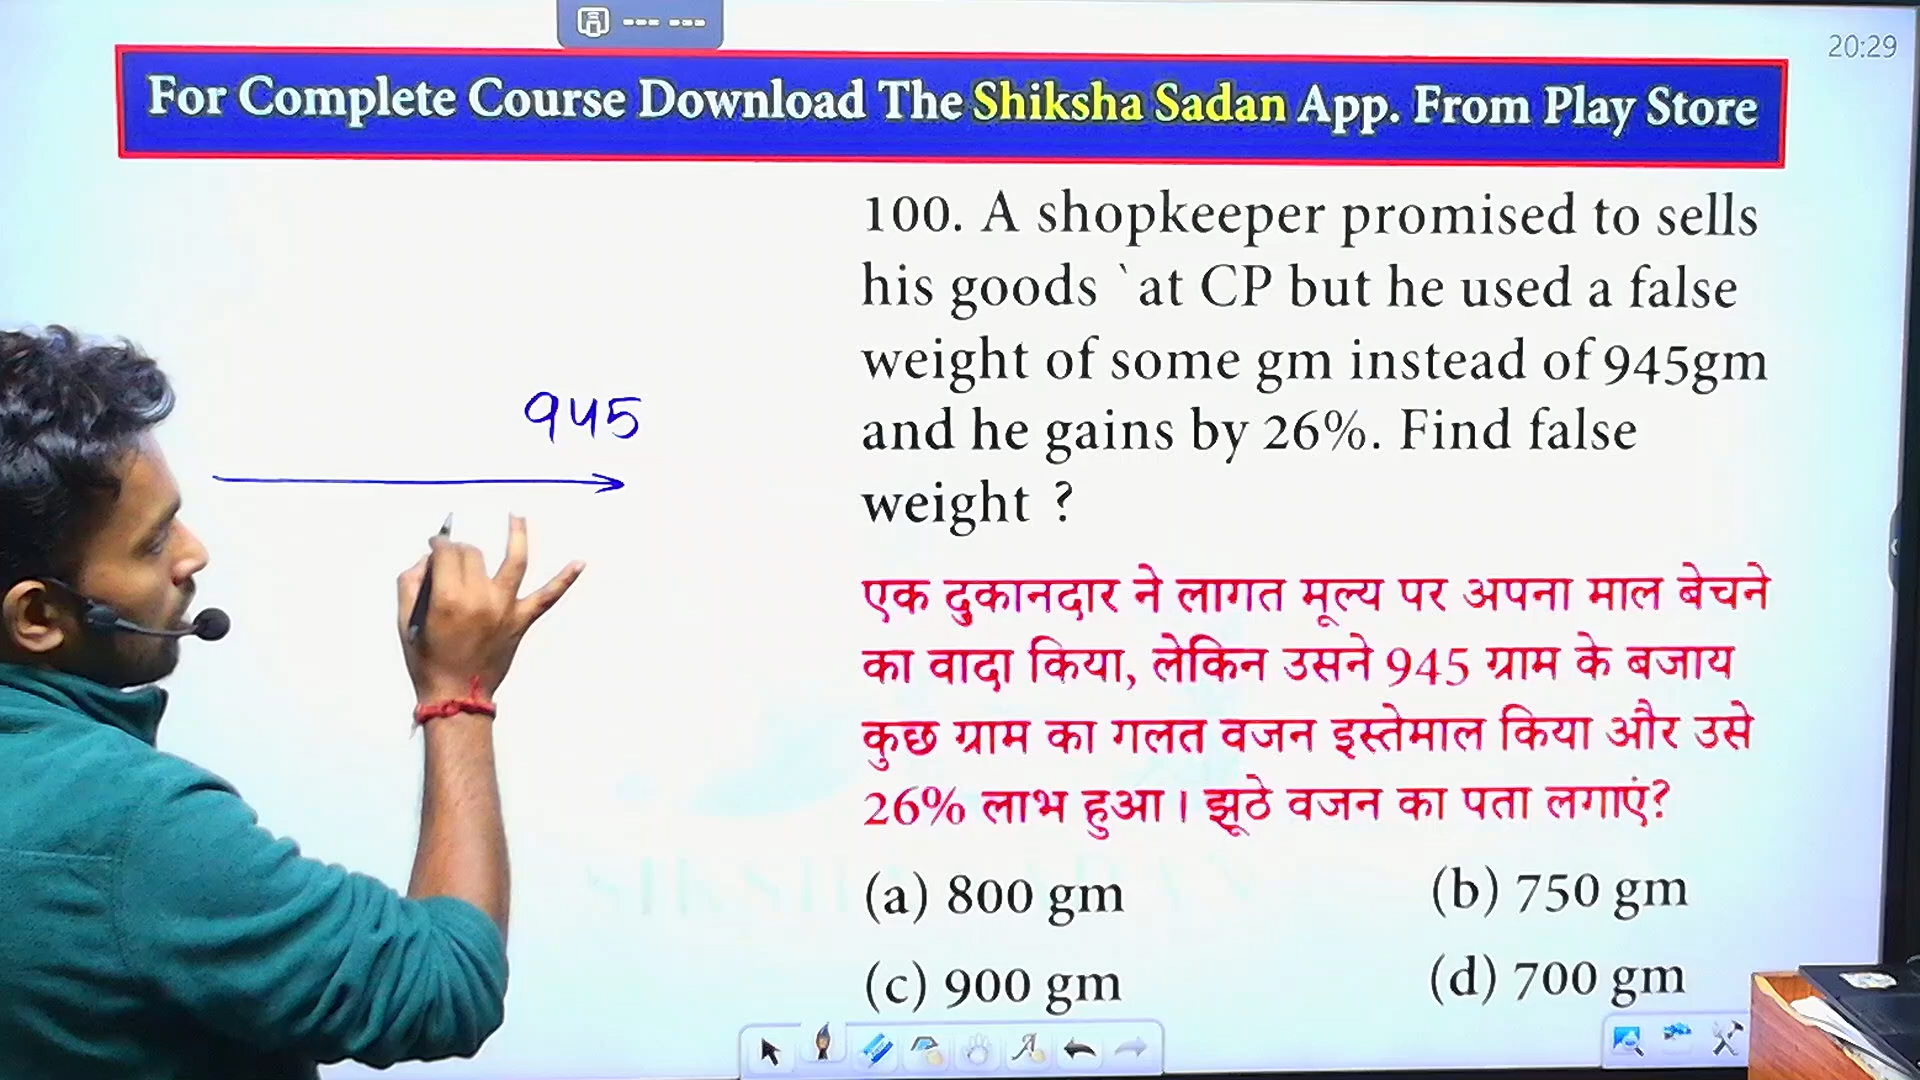 20:29
For Complete Course Download The Shiksha Sadan App. From Play Store
100. A shopkeeper promised to sells
his goods `at CP but he used a false
weight of some gm instead of 945gm
and he gains by 26%. Find false
weight ?
945
एक दुकानदार ने लागत मूल्य पर अपना माल बेचने
का वादा किया, लेकिन उसने 945 ग्राम के बजाय
कुछ ग्राम का गलत वजन इस्तेमाल किया और उसे
26% लाभ हुआ। झूठे वजन का पता लगाएं?
(a) 800 gm (b) 750 gm
(c) 900 gm (d) 700 gm